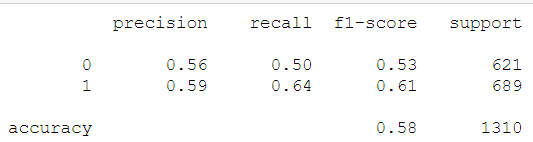 precision recall f1-score support
0 0.56 0.50 0.53 621
1 0.59 0.64 0.61 689
accuracy 0.58 1310